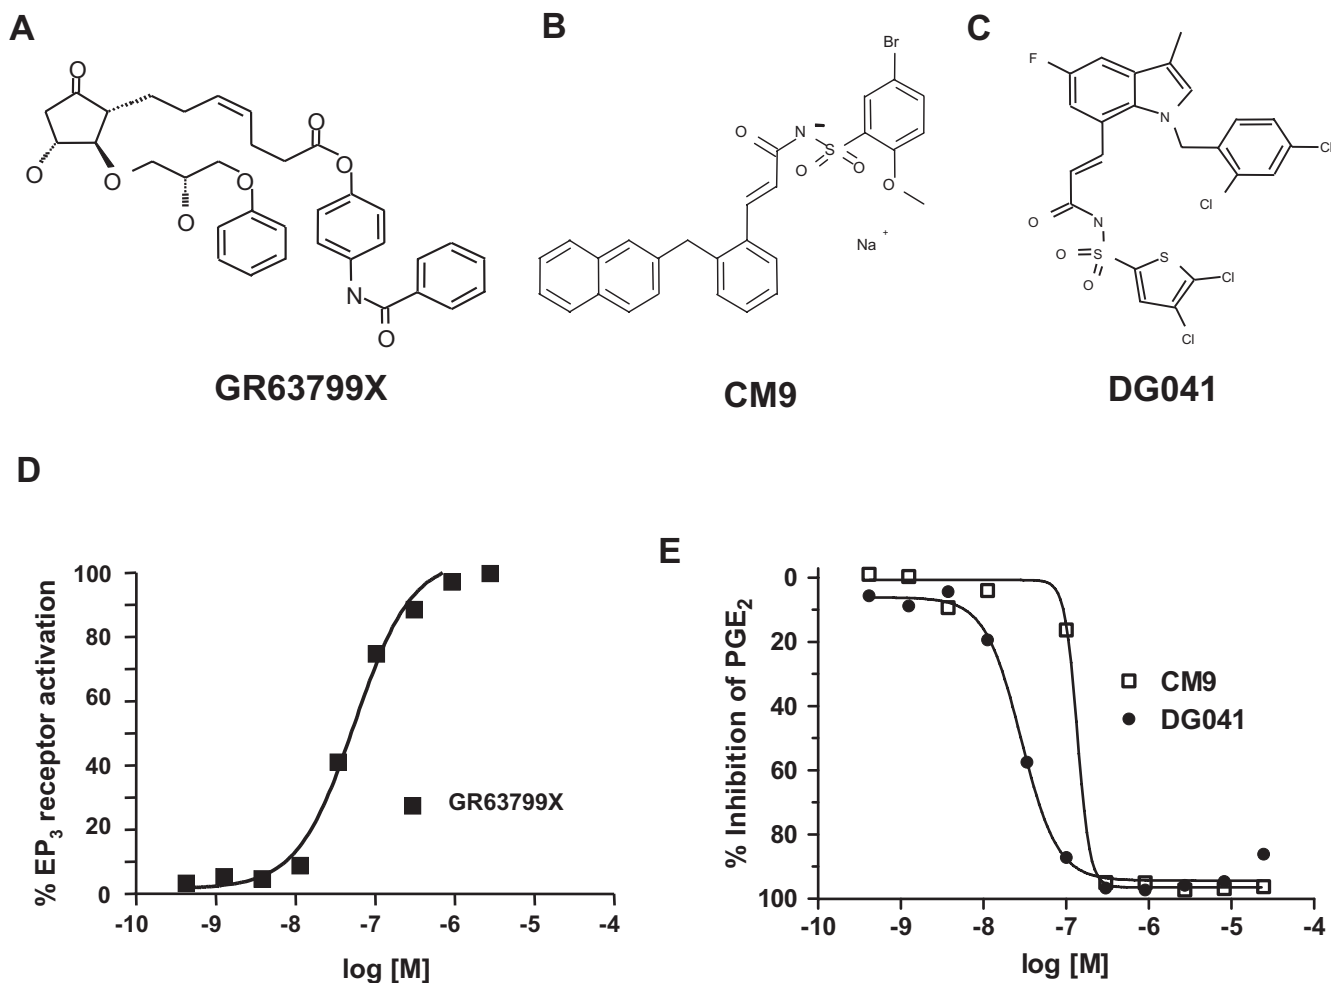 A
B
C
O
O
O
O
O
O
O
N
O
GR63799X
Br
O
N
–
S
O
O
O
Na +
CM9
F
N
Cl
Cl
O
N
O
S
O
S
Cl
Cl
DG041
D
% EP3 receptor activation
100
80
60
40
20
0
GR63799X
-10 -9 -8 -7 -6 -5 -4
log [M]
E
% Inhibition of PGE2
0
20
40
60
80
100
CM9
DG041
-10 -9 -8 -7 -6 -5 -4
log [M]